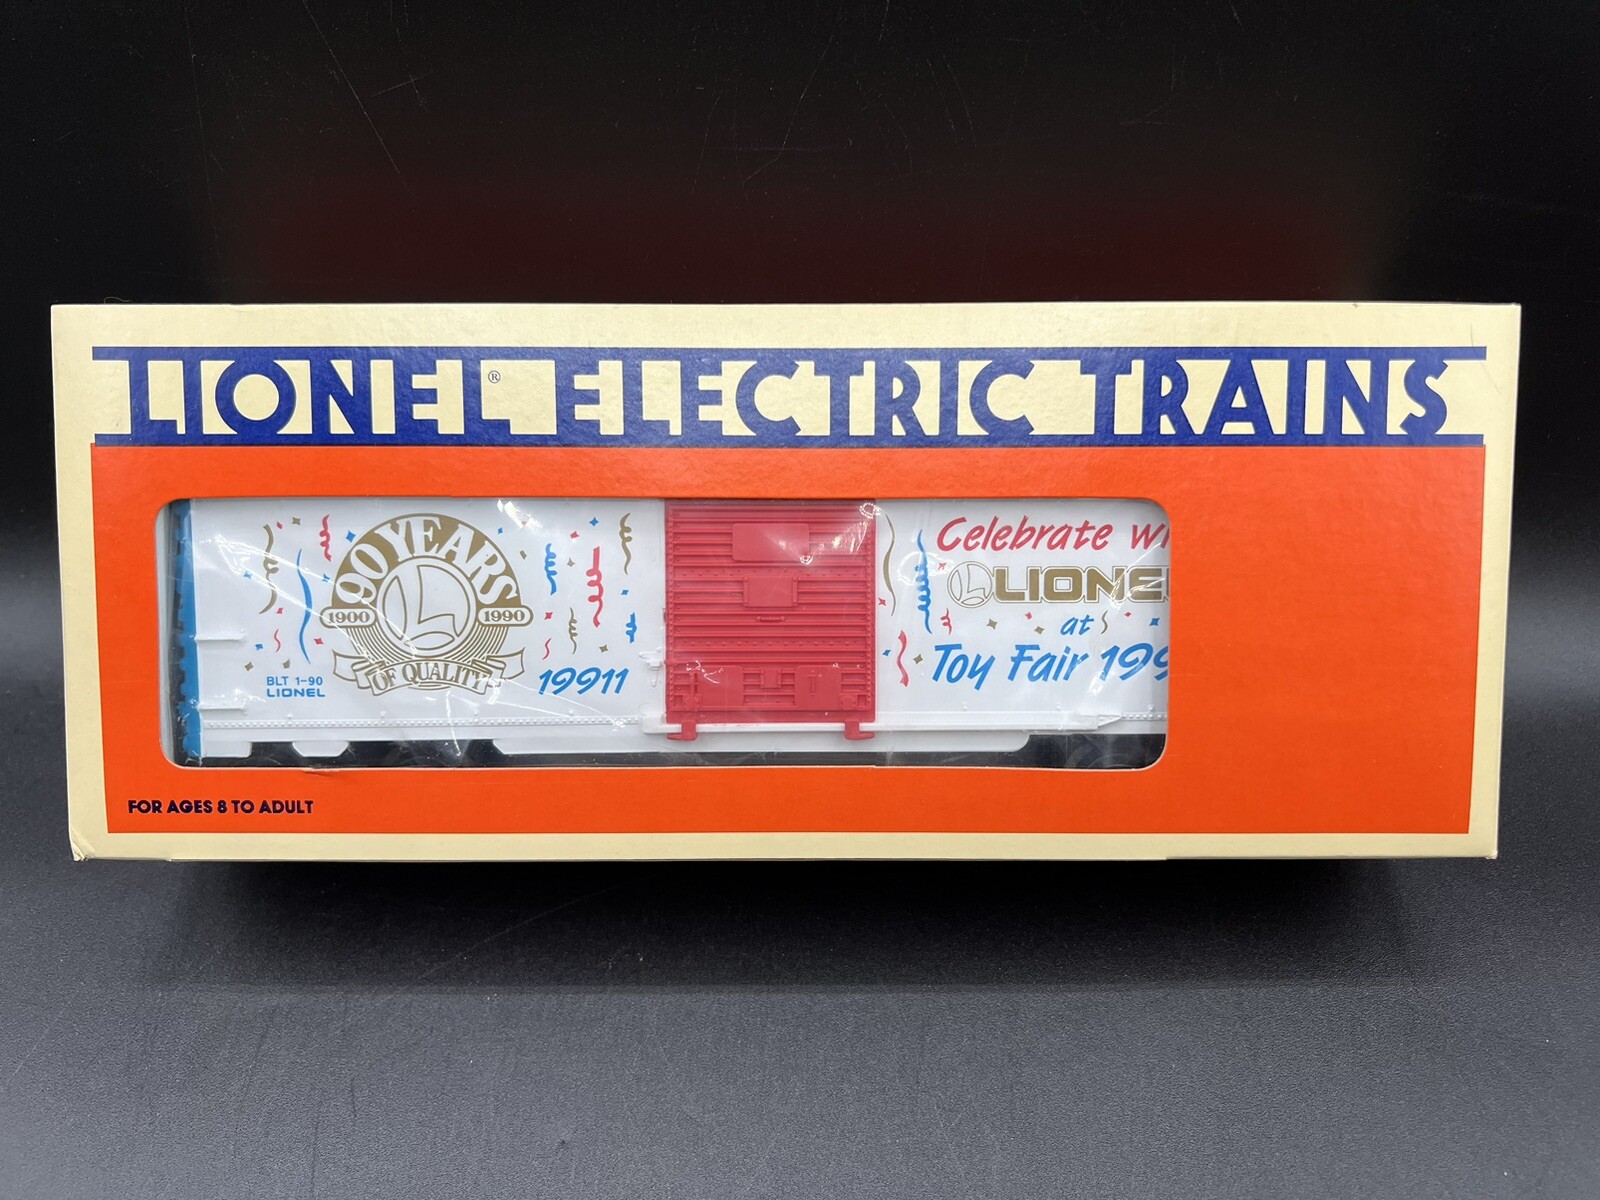 LIONEL® ELECTRIC TRAINS
90 YEARS
L
1900 1990
OF QUALITY
BLT 1-90
LIONEL
19911
Celebrate
L LIONE
at
Toy Fair 199
FOR AGES 8 TO ADULT